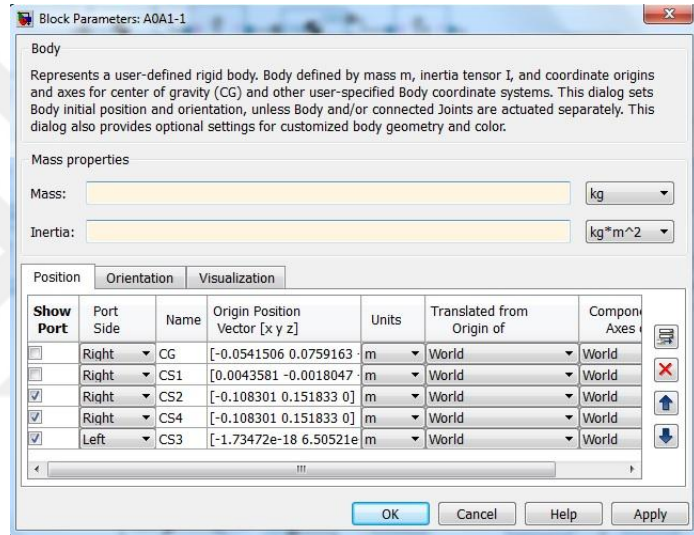 Block Parameters: A0A1-1
Body
Represents a user-defined rigid body. Body defined by mass m, inertia tensor I, and coordinate origins
and axes for center of gravity (CG) and other user-specified Body coordinate systems. This dialog sets
Body initial position and orientation, unless Body and/or connected Joints are actuated separately. This
dialog also provides optional settings for customized body geometry and color.
Mass properties
Mass: kg
Inertia: kg*m^2
Position Orientation Visualization
Show Port Port Side Name Origin Position Vector [x y z] Units Translated from Origin of Compon Axes
Right CG [-0.0541506 0.0759163 m World World
Right CS1 [0.0043581 -0.0018047 m World World
Right CS2 [-0.108301 0.151833 0] m World World
Right CS4 [-0.108301 0.151833 0] m World World
Left CS3 [-1.73472e-18 6.50521e m World World
OK Cancel Help Apply